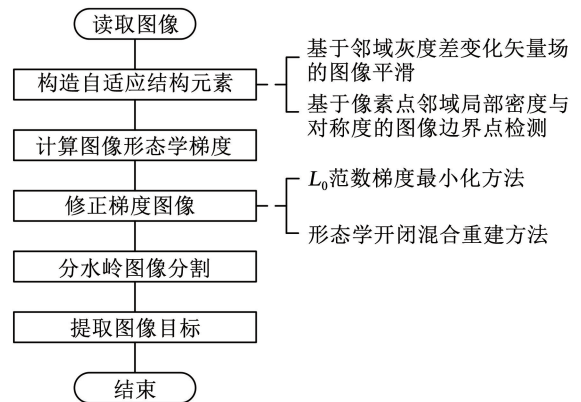 读取图像
构造自适应结构元素
基于邻域灰度差变化矢量场
的图像平滑
基于像素点邻域局部密度与
对称度的图像边界点检测
计算图像形态学梯度
修正梯度图像
L₀范数梯度最小化方法
形态学开闭混合重建方法
分水岭图像分割
提取图像目标
结束